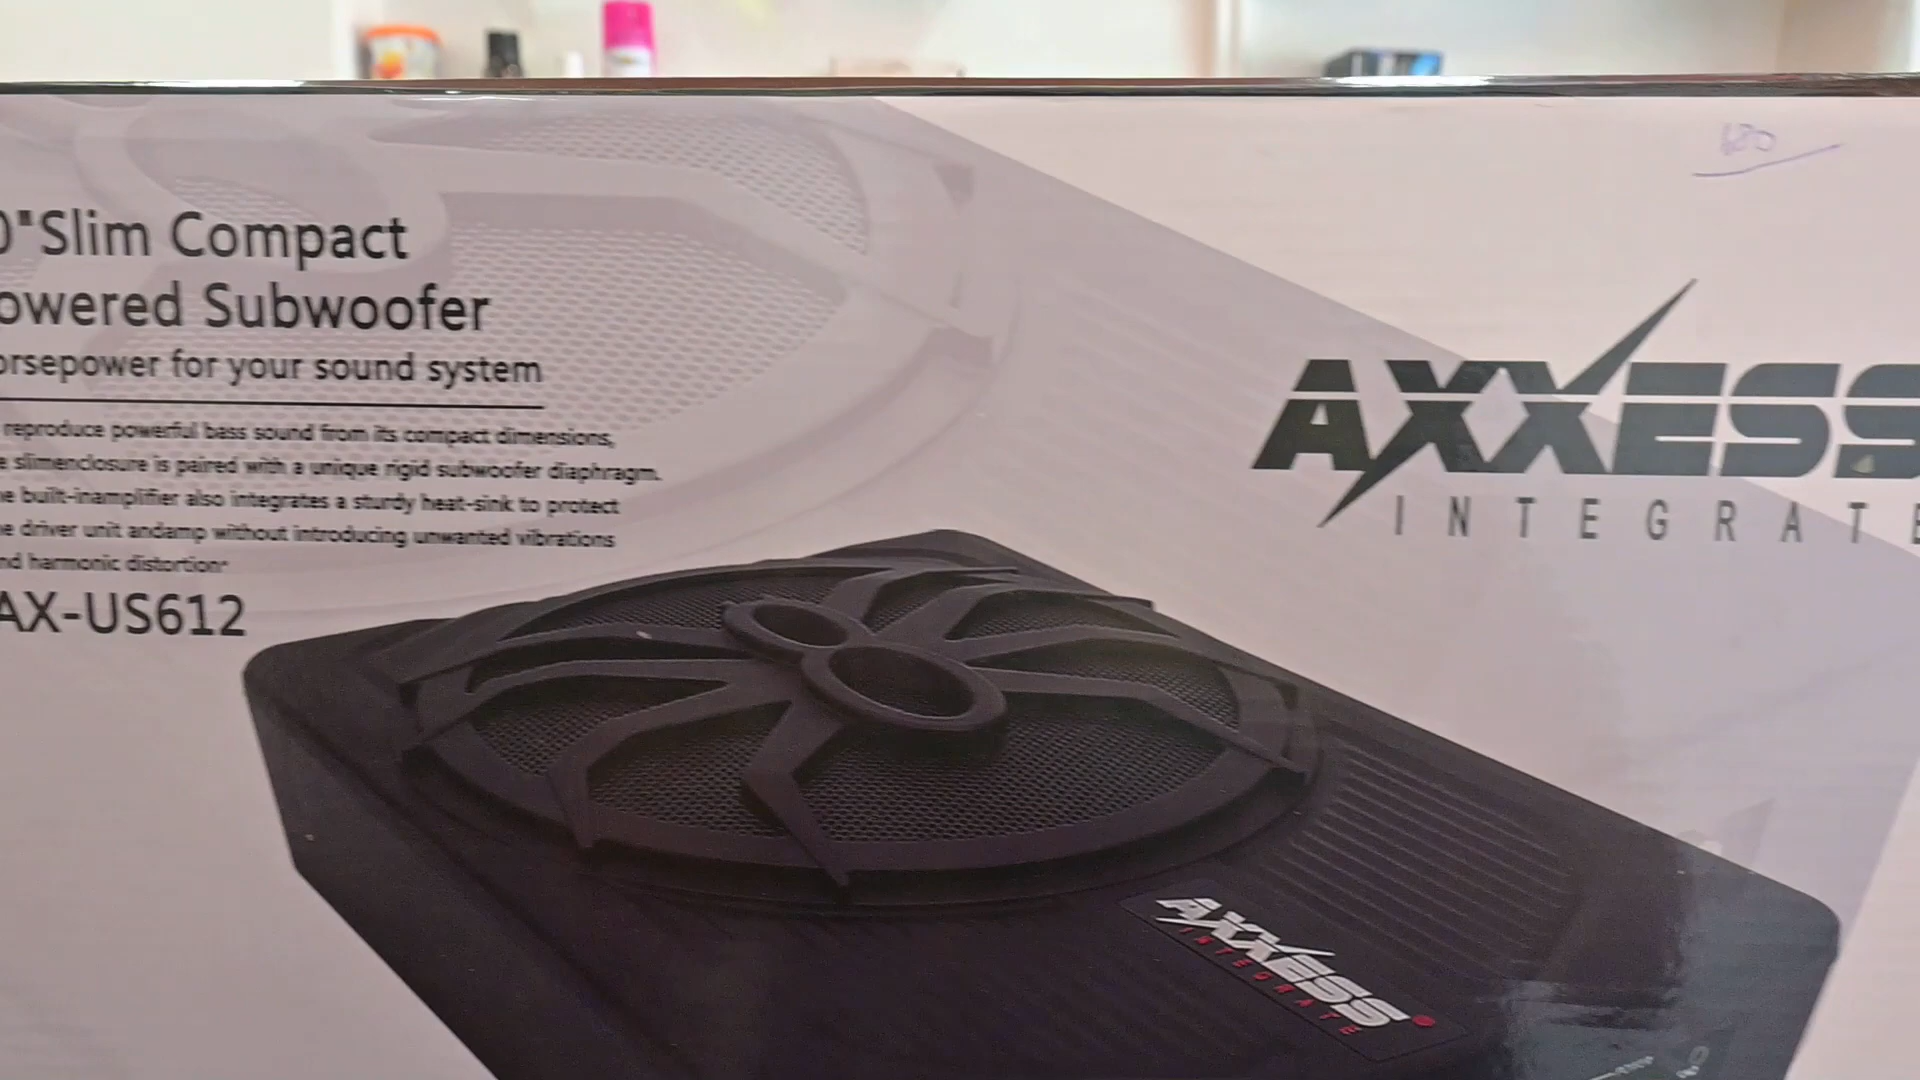 0"Slim Compact
owered Subwoofer
orsepower for your sound system
reproduce powerful bass sound from its compact dimensions,
e slimenclosure is paired with a unique rigid subwoofer diaphragm.
he built-inamplifier also integrates a sturdy heat-sink to protect
he driver unit andamp without introducing unwanted vibrations
nd harmonic distortion"
AX-US612
680
AXXESS
INTEGRATE
AXXESS
INTEGRATE